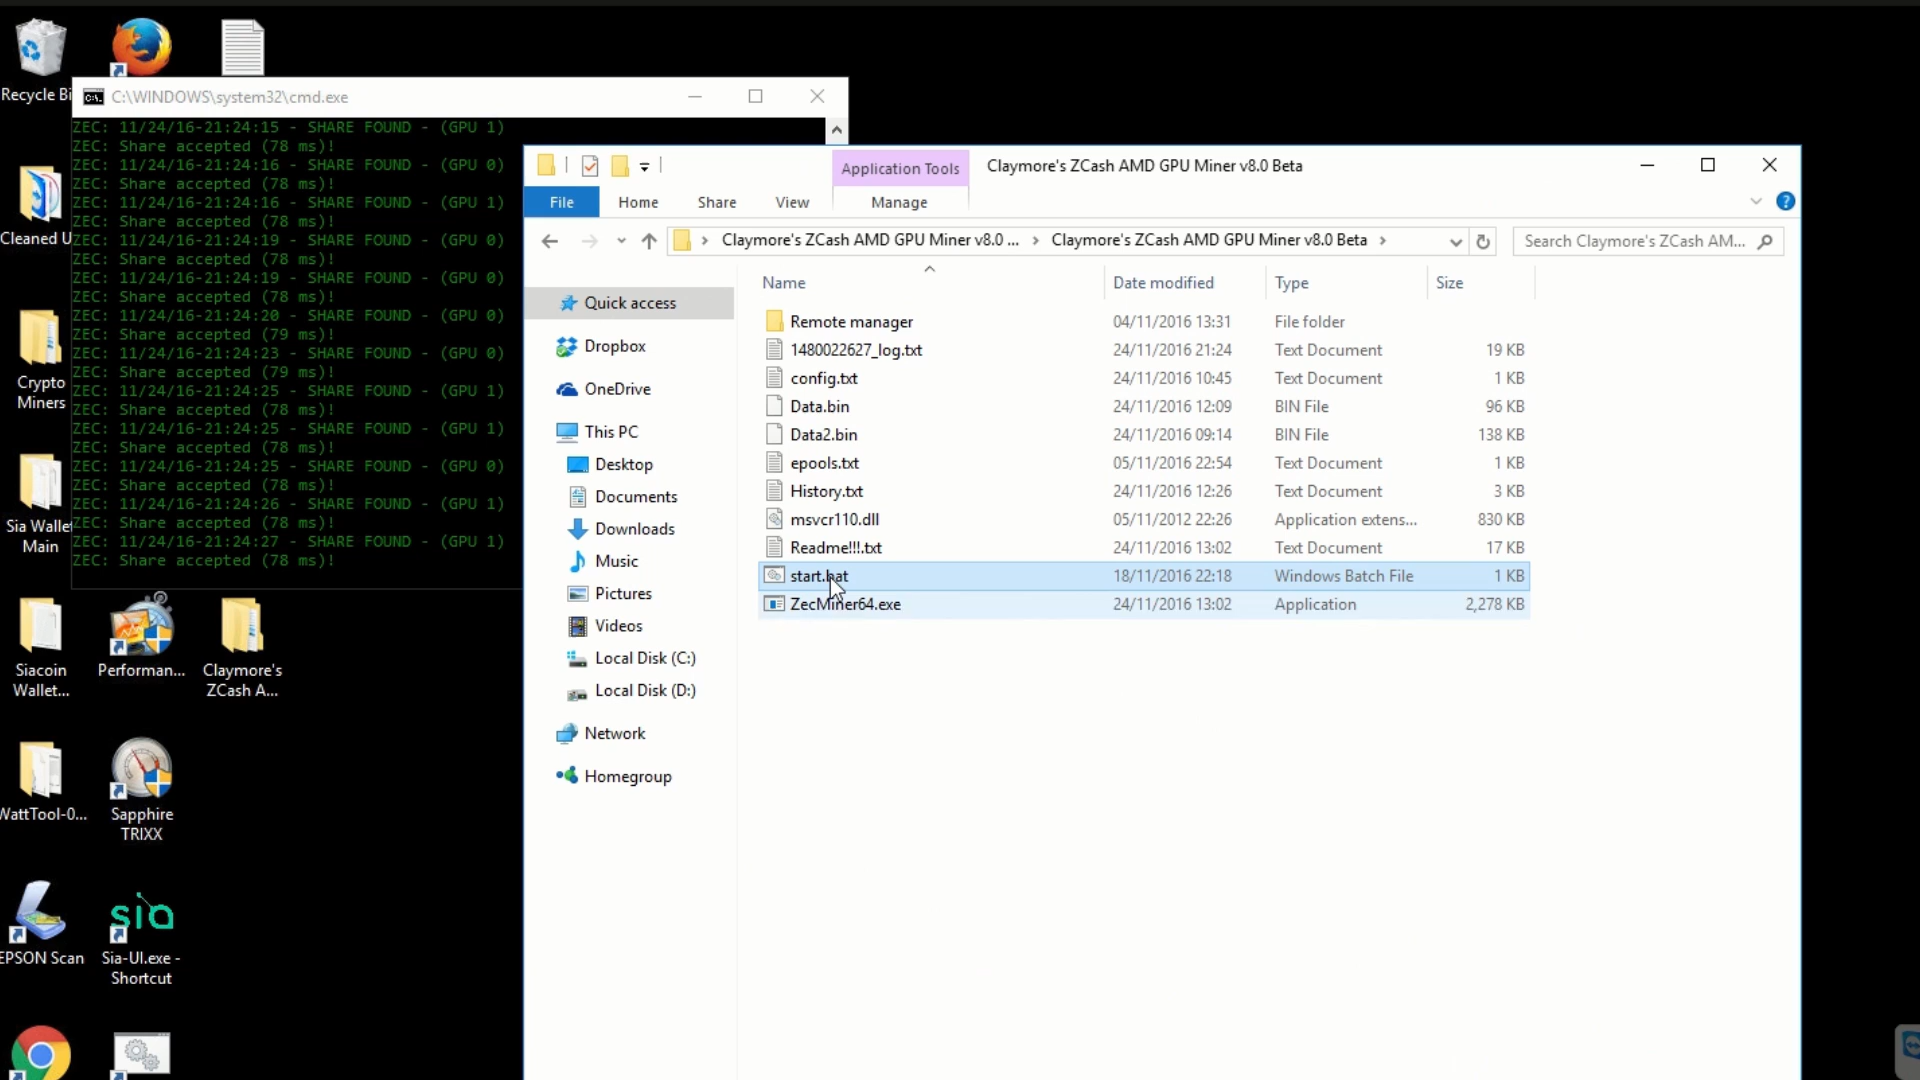 Recycle Bi
C:\WINDOWS\system32\cmd.exe
ZEC: 11/24/16-21:24:15 - SHARE FOUND - (GPU 1)
ZEC: Share accepted (78 ms)!
ZEC: 11/24/16-21:24:16 - SHARE FOUND - (GPU 0)
ZEC: Share accepted (78 ms)!
ZEC: 11/24/16-21:24:16 - SHARE FOUND - (GPU 1)
ZEC: Share accepted (78 ms)!
ZEC: 11/24/16-21:24:19 - SHARE FOUND - (GPU 0)
ZEC: Share accepted (78 ms)!
ZEC: 11/24/16-21:24:19 - SHARE FOUND - (GPU 0)
ZEC: Share accepted (78 ms)!
ZEC: 11/24/16-21:24:20 - SHARE FOUND - (GPU 0)
ZEC: Share accepted (79 ms)!
ZEC: 11/24/16-21:24:23 - SHARE FOUND - (GPU 0)
ZEC: Share accepted (79 ms)!
ZEC: 11/24/16-21:24:25 - SHARE FOUND - (GPU 1)
ZEC: Share accepted (78 ms)!
ZEC: 11/24/16-21:24:25 - SHARE FOUND - (GPU 1)
ZEC: Share accepted (78 ms)!
ZEC: 11/24/16-21:24:25 - SHARE FOUND - (GPU 0)
ZEC: Share accepted (78 ms)!
ZEC: 11/24/16-21:24:26 - SHARE FOUND - (GPU 1)
ZEC: Share accepted (78 ms)!
ZEC: 11/24/16-21:24:27 - SHARE FOUND - (GPU 1)
ZEC: Share accepted (78 ms)!
Cleaned U
Crypto
Miners
Sia Wallet
Main
Siacoin
Wallet...
Performan...
Claymore's
ZCash A...
WattTool-0...
Sapphire
TRIXX
EPSON Scan
sia
Sia-UI.exe -
Shortcut
Application Tools
Claymore's ZCash AMD GPU Miner v8.0 Beta
File Home Share View Manage
Claymore's ZCash AMD GPU Miner v8.0 ... Claymore's ZCash AMD GPU Miner v8.0 Beta
Search Claymore's ZCash AM...
Quick access
Dropbox
OneDrive
This PC
Desktop
Documents
Downloads
Music
Pictures
Videos
Local Disk (C:)
Local Disk (D:)
Network
Homegroup
Name Date modified Type Size
Remote manager 04/11/2016 13:31 File folder
1480022627_log.txt 24/11/2016 21:24 Text Document 19 KB
config.txt 24/11/2016 10:45 Text Document 1 KB
Data.bin 24/11/2016 12:09 BIN File 96 KB
Data2.bin 24/11/2016 09:14 BIN File 138 KB
epools.txt 05/11/2016 22:54 Text Document 1 KB
History.txt 24/11/2016 12:26 Text Document 3 KB
msvcr110.dll 05/11/2012 22:26 Application extens... 830 KB
Readme!!!.txt 24/11/2016 13:02 Text Document 17 KB
start.bat 18/11/2016 22:18 Windows Batch File 1 KB
ZecMiner64.exe 24/11/2016 13:02 Application 2,278 KB